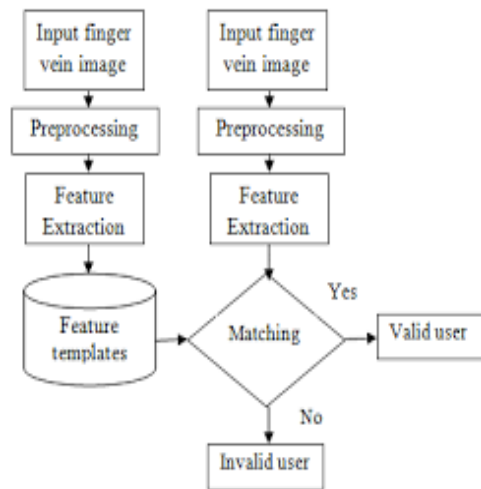 Input finger
vein image
Input finger
vein image
Preprocessing
Preprocessing
Feature
Extraction
Feature
Extraction
Feature
templates
Matching
Yes
Valid user
No
Invalid user